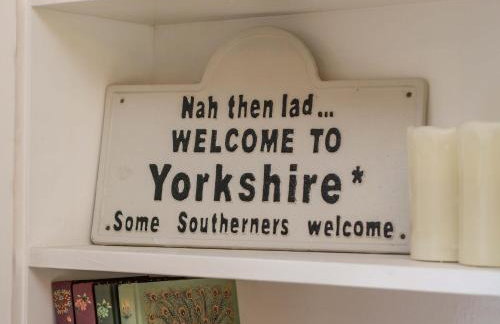 Nah then lad...
WELCOME TO
Yorkshire*
.Some Southerners welcome.